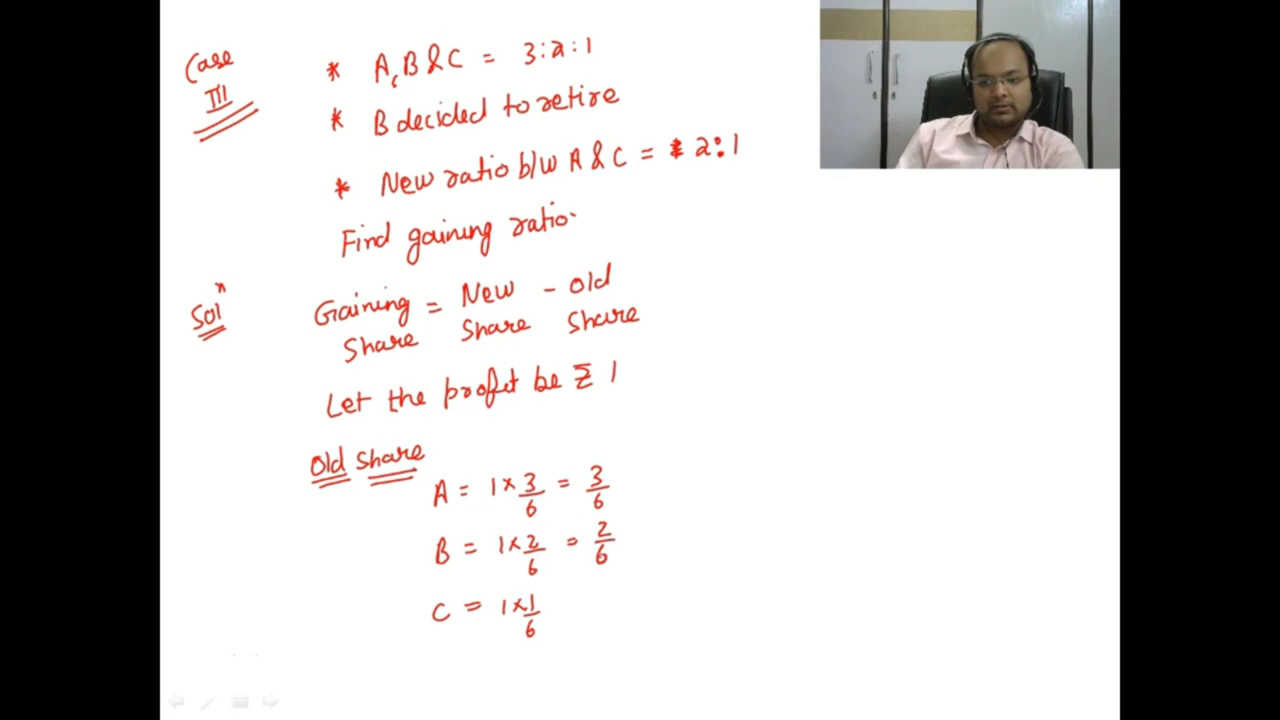 Case
III
* A, B & C = 3:2:1
* B decided to retire
* New ratio b/w A & C = 2:1
Find gaining ratio.
Solⁿ
Gaining = New - old
Share Share Share
Let the profit be ₹ 1
Old Share
A = 1 × 3/6 = 3/6
B = 1 × 2/6 = 2/6
C = 1 × 1/6